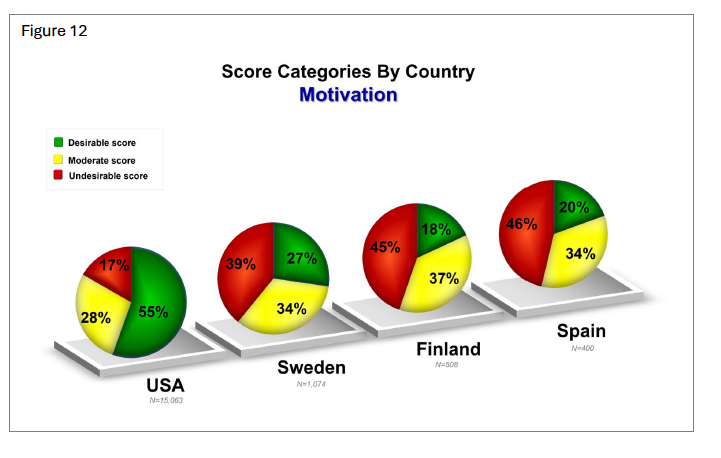 Figure 12
Score Categories By Country
Motivation
Desirable score
Moderate score
Undesirable score
17%
28%
55%
USA
N=15,063
39%
27%
34%
Sweden
N=1,074
45%
18%
37%
Finland
N=508
46%
20%
34%
Spain
N=400